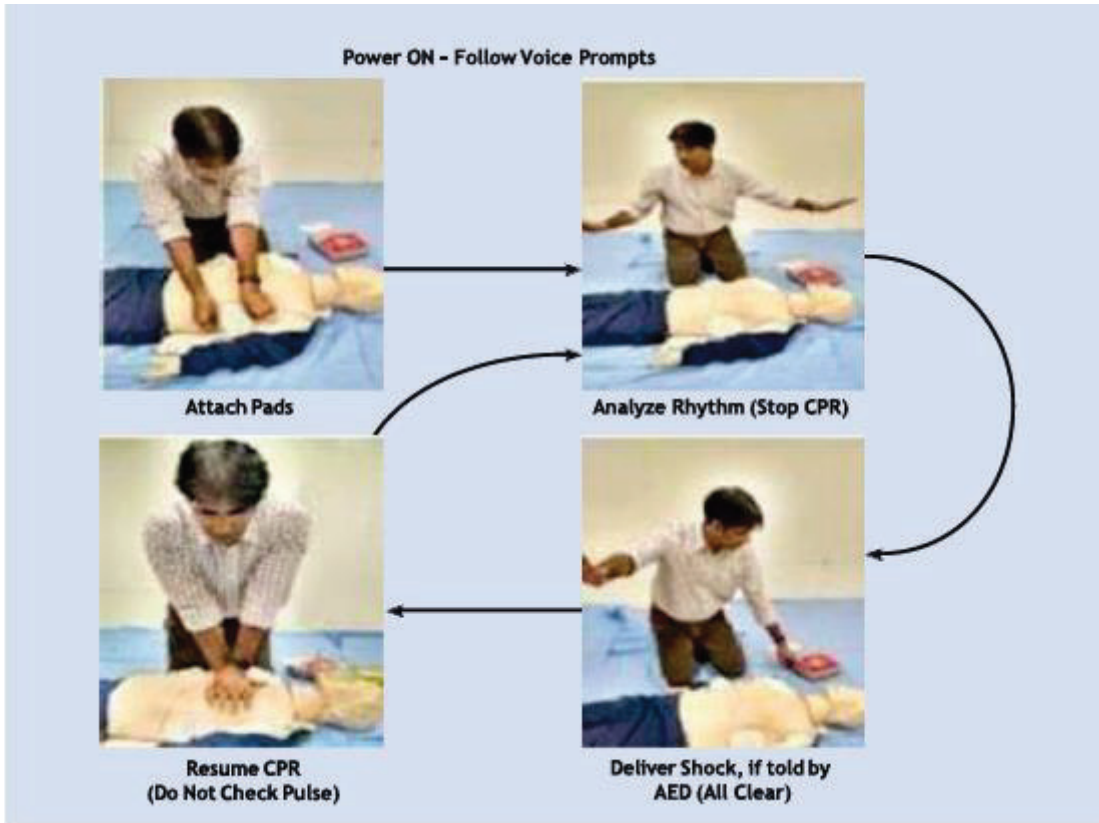 Power ON – Follow Voice Prompts
Attach Pads
Analyze Rhythm (Stop CPR)
Deliver Shock, if told by
AED (All Clear)
Resume CPR
(Do Not Check Pulse)